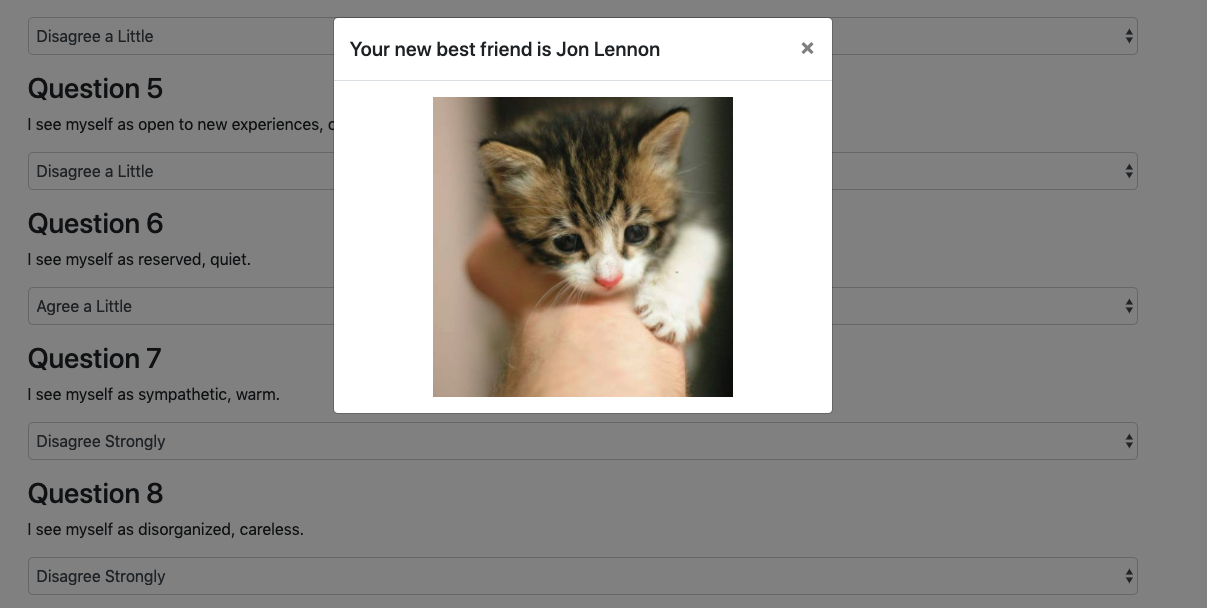 Disagree a Little
Your new best friend is Jon Lennon
×
Question 5
I see myself as open to new experiences,
Disagree a Little
Question 6
I see myself as reserved, quiet.
Agree a Little
Question 7
I see myself as sympathetic, warm.
Disagree Strongly
Question 8
I see myself as disorganized, careless.
Disagree Strongly